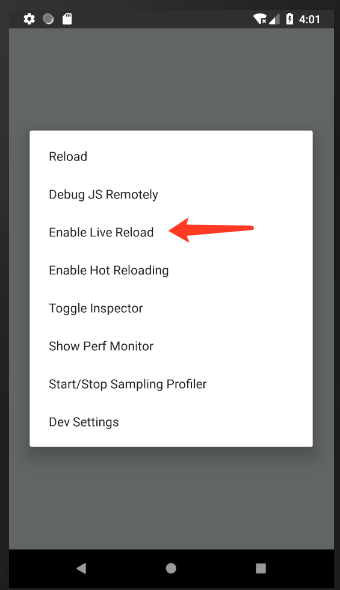 4:01
Reload
Debug JS Remotely
Enable Live Reload
Enable Hot Reloading
Toggle Inspector
Show Perf Monitor
Start/Stop Sampling Profiler
Dev Settings